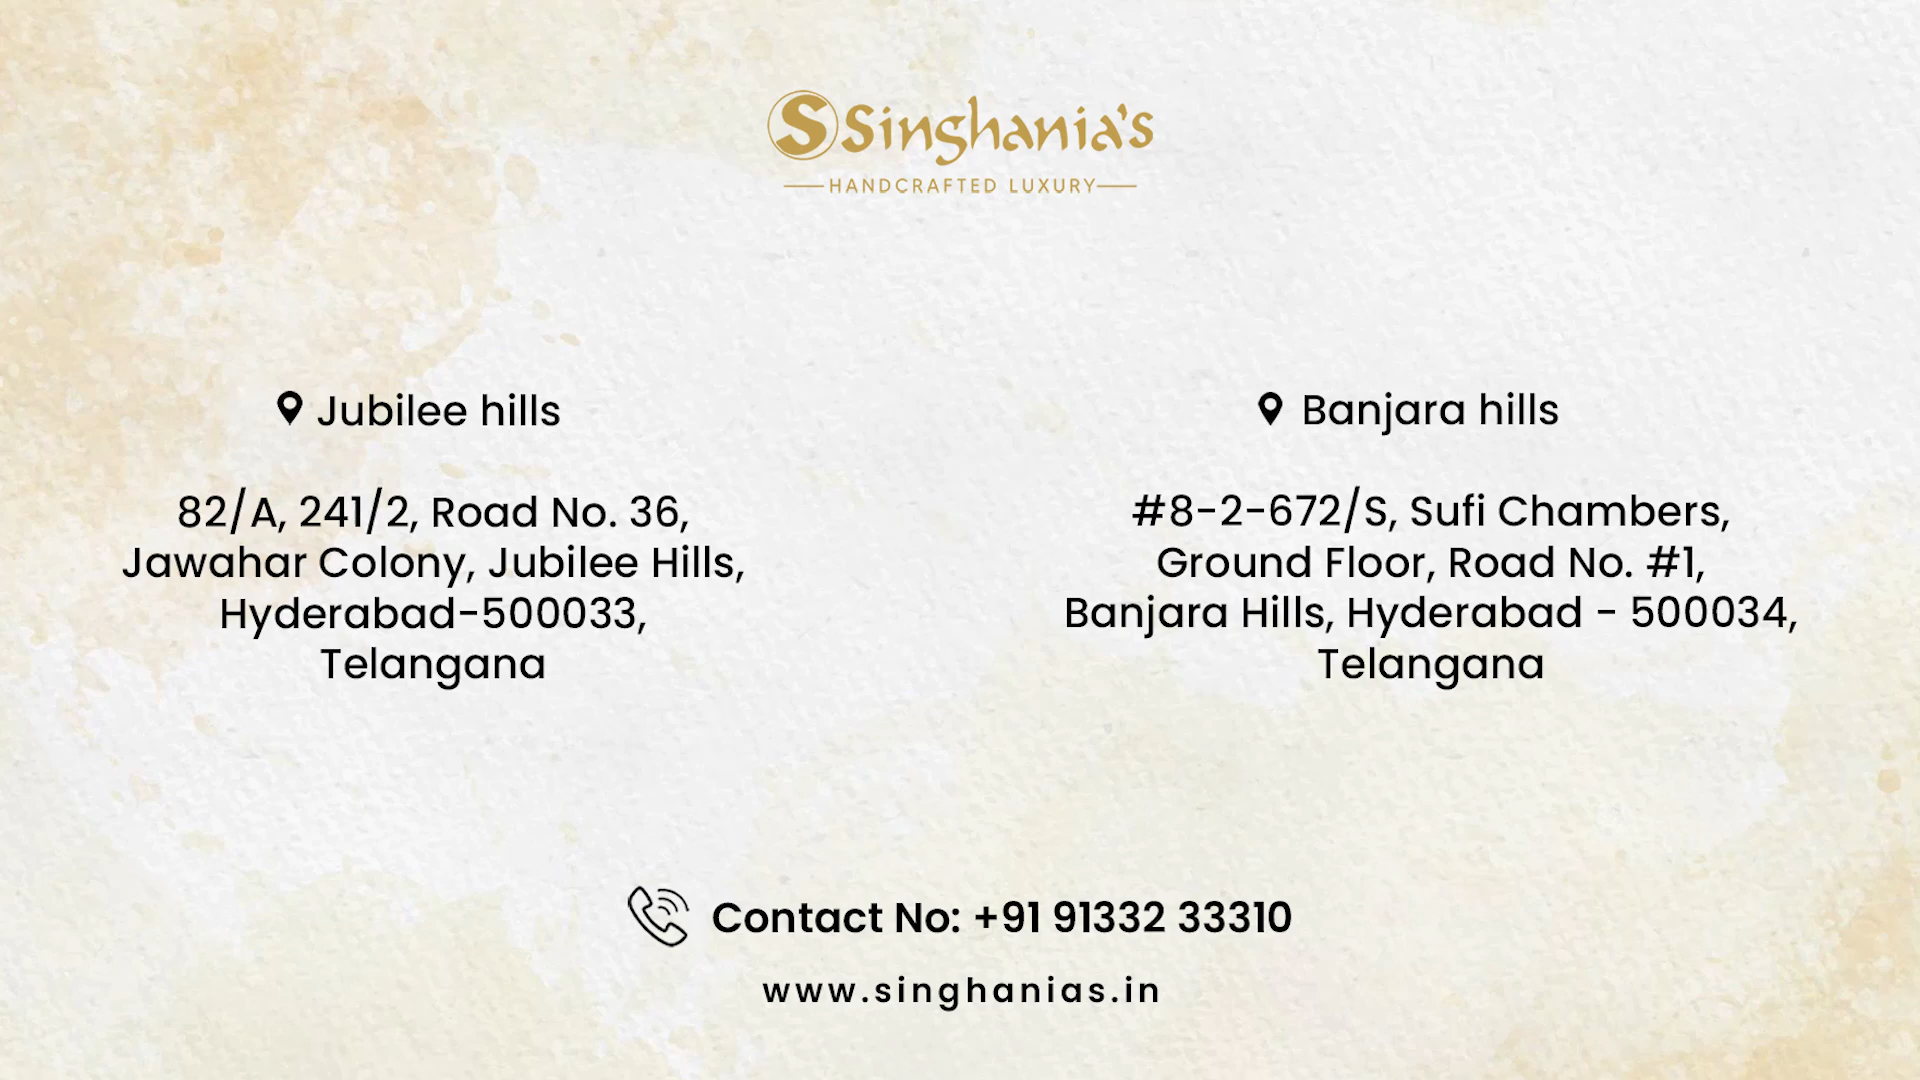 Singhania's
HANDCRAFTED LUXURY
Jubilee hills
82/A, 241/2, Road No. 36,
Jawahar Colony, Jubilee Hills,
Hyderabad-500033,
Telangana
Banjara hills
#8-2-672/S, Sufi Chambers,
Ground Floor, Road No. #1,
Banjara Hills, Hyderabad - 500034,
Telangana
Contact No: +91 91332 33310
www.singhanias.in